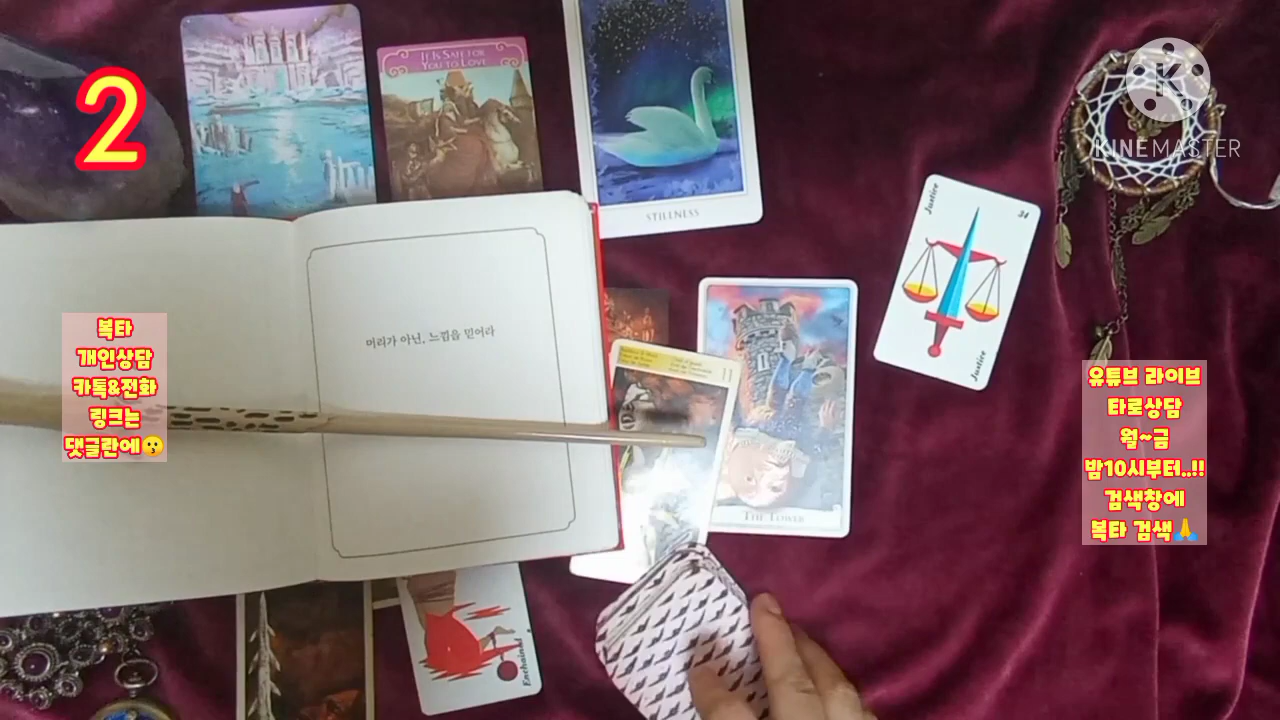 2
IT IS SAFE FOR
YOU TO LOVE
STILLNESS
KINEMASTER
Justice
34
Justice
머리가 아닌, 느낌을 믿어라
복타
개인상담
카톡&전화
링크는
댓글란에😗
11
THE TOWER
유튜브 라이브
타로상담
월~금
밤10시부터..!!
검색창에
복타 검색🙏